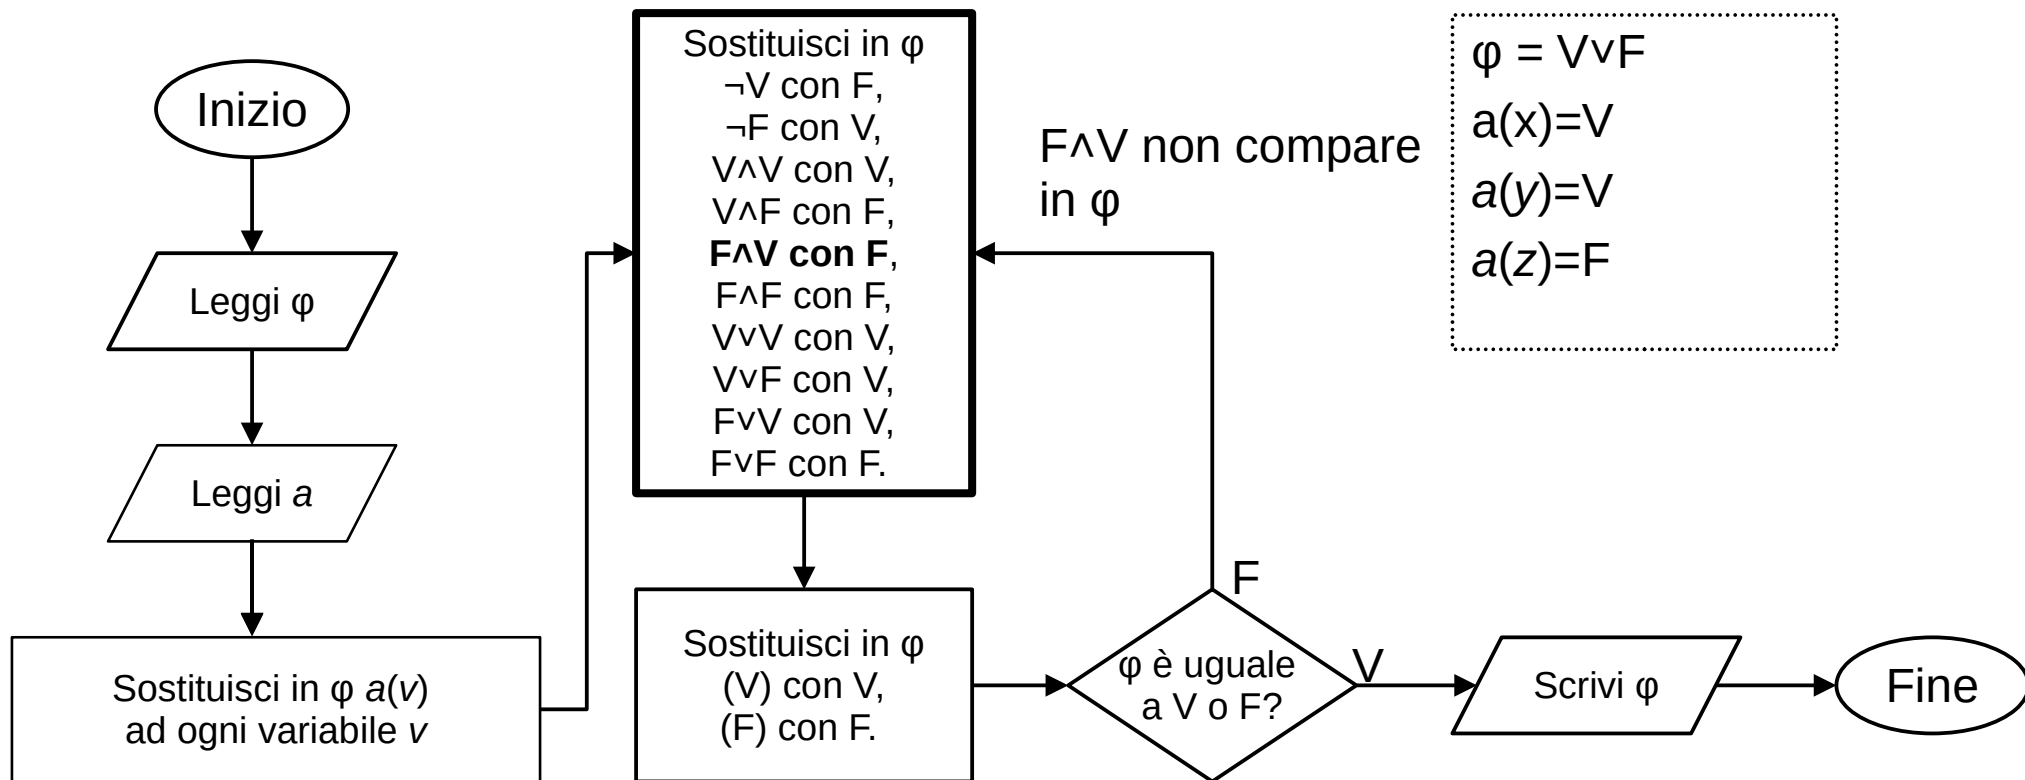 Inizio
Leggi φ
Leggi a
Sostituisci in φ a(v)
ad ogni variabile v
Sostituisci in φ
¬V con F,
¬F con V,
V∧V con V,
V∧F con F,
F∧V con F,
F∧F con F,
V∨V con V,
V∨F con V,
F∨V con V,
F∨F con F.
Sostituisci in φ
(V) con V,
(F) con F.
F∧V non compare
in φ
F
φ è uguale
a V o F?
V
Scrivi φ
Fine
φ = V∨F
a(x)=V
a(y)=V
a(z)=F